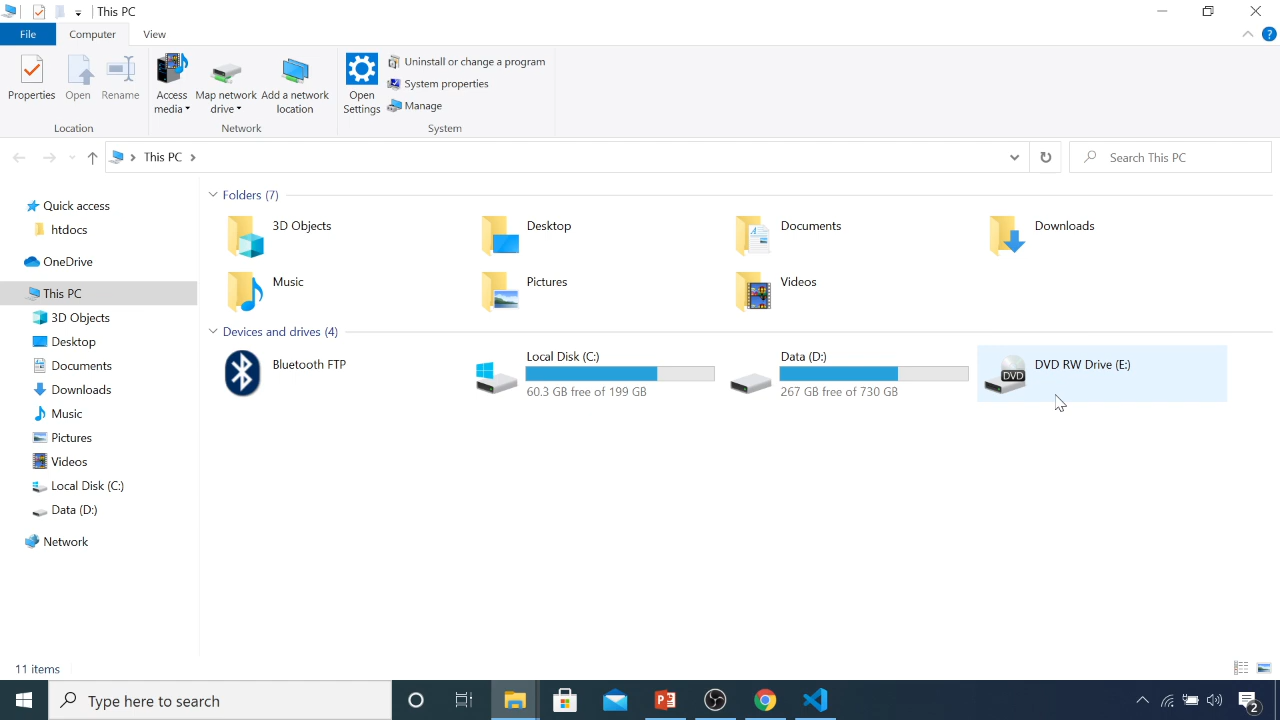 This PC
File
Computer
View
Properties
Open
Rename
Access media
Map network drive
Add a network location
Open Settings
Uninstall or change a program
System properties
Manage
Location
Network
System
This PC
Search This PC
Quick access
htdocs
OneDrive
This PC
3D Objects
Desktop
Documents
Downloads
Music
Pictures
Videos
Local Disk (C:)
Data (D:)
Network
Folders (7)
3D Objects
Desktop
Documents
Downloads
Music
Pictures
Videos
Devices and drives (4)
Bluetooth FTP
Local Disk (C:)
60.3 GB free of 199 GB
Data (D:)
267 GB free of 730 GB
DVD
DVD RW Drive (E:)
11 items
Type here to search
2